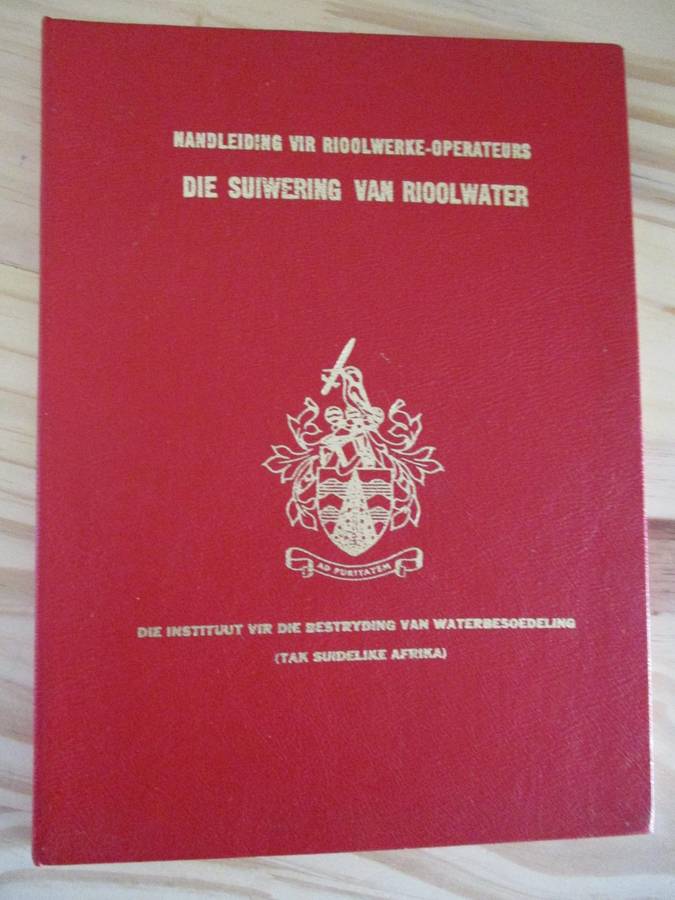 HANDLEIDING VIR RIOOLWERKE-OPERATEURS
DIE SUIWERING VAN RIOOLWATER
AD PURITATEM
DIE INSTITUUT VIR DIE BESTRYDING VAN WATERBESOEDELING
(TAK SUIDELIKE AFRIKA)